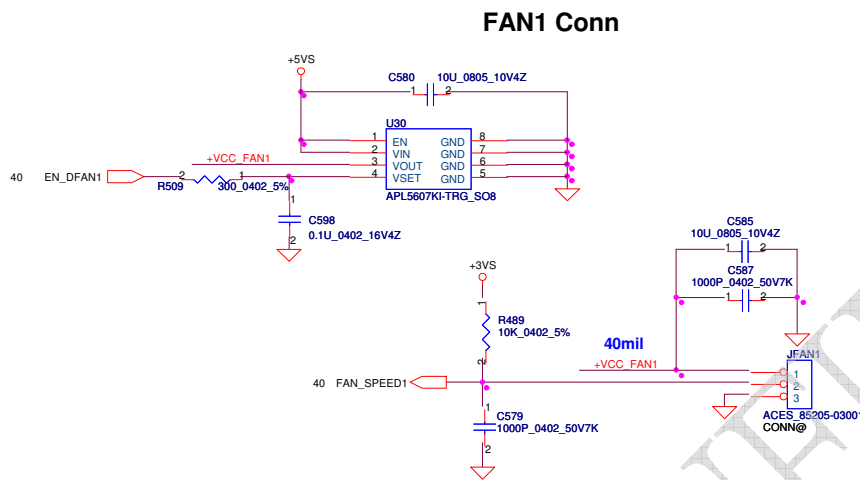 FAN1 Conn
+5VS
C580 10U_0805_10V4Z
1 2
U30
1 EN GND 8
2 VIN GND 7
+VCC_FAN1 3 VOUT GND 6
40 EN_DFAN1 2 1 4 VSET GND 5
R509 300_0402_5%
APL5607KI-TRG_SO8
1
C598
0.1U_0402_16V4Z
2
C585
10U_0805_10V4Z
1 2
C587
1000P_0402_50V7K
1 2
+3VS
1
R489
10K_0402_5%
2
40mil
+VCC_FAN1
JFAN1
1
2
3
40 FAN_SPEED1
ACES_85205-03001
CONN@
1
C579
1000P_0402_50V7K
2